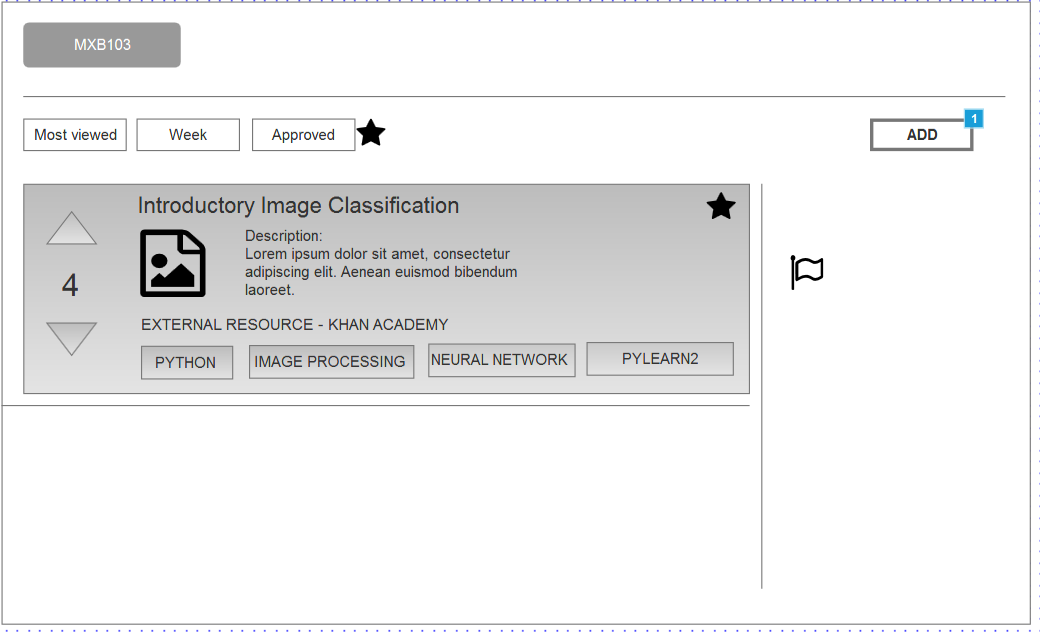 MXB103
Most viewed
Week
Approved
ADD
1
Introductory Image Classification
Description:
Lorem ipsum dolor sit amet, consectetur
adipiscing elit. Aenean euismod bibendum
laoreet.
4
EXTERNAL RESOURCE - KHAN ACADEMY
PYTHON
IMAGE PROCESSING
NEURAL NETWORK
PYLEARN2